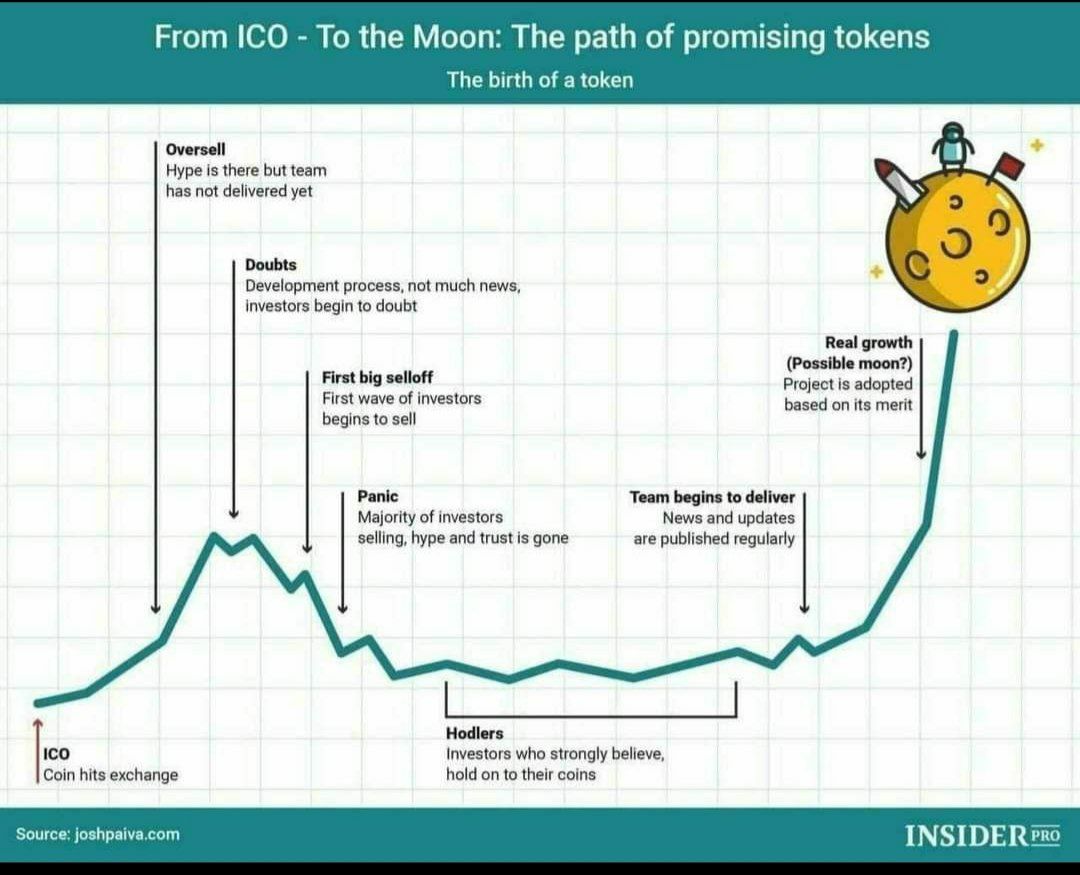 From ICO - To the Moon: The path of promising tokens
The birth of a token
Oversell
Hype is there but team
has not delivered yet
Doubts
Development process, not much news,
investors begin to doubt
First big selloff
First wave of investors
begins to sell
Panic
Majority of investors
selling, hype and trust is gone
Real growth
(Possible moon?)
Project is adopted
based on its merit
Team begins to deliver
News and updates
are published regularly
Hodlers
Investors who strongly believe,
hold on to their coins
ICO
Coin hits exchange
Source: joshpaiva.com
INSIDER PRO